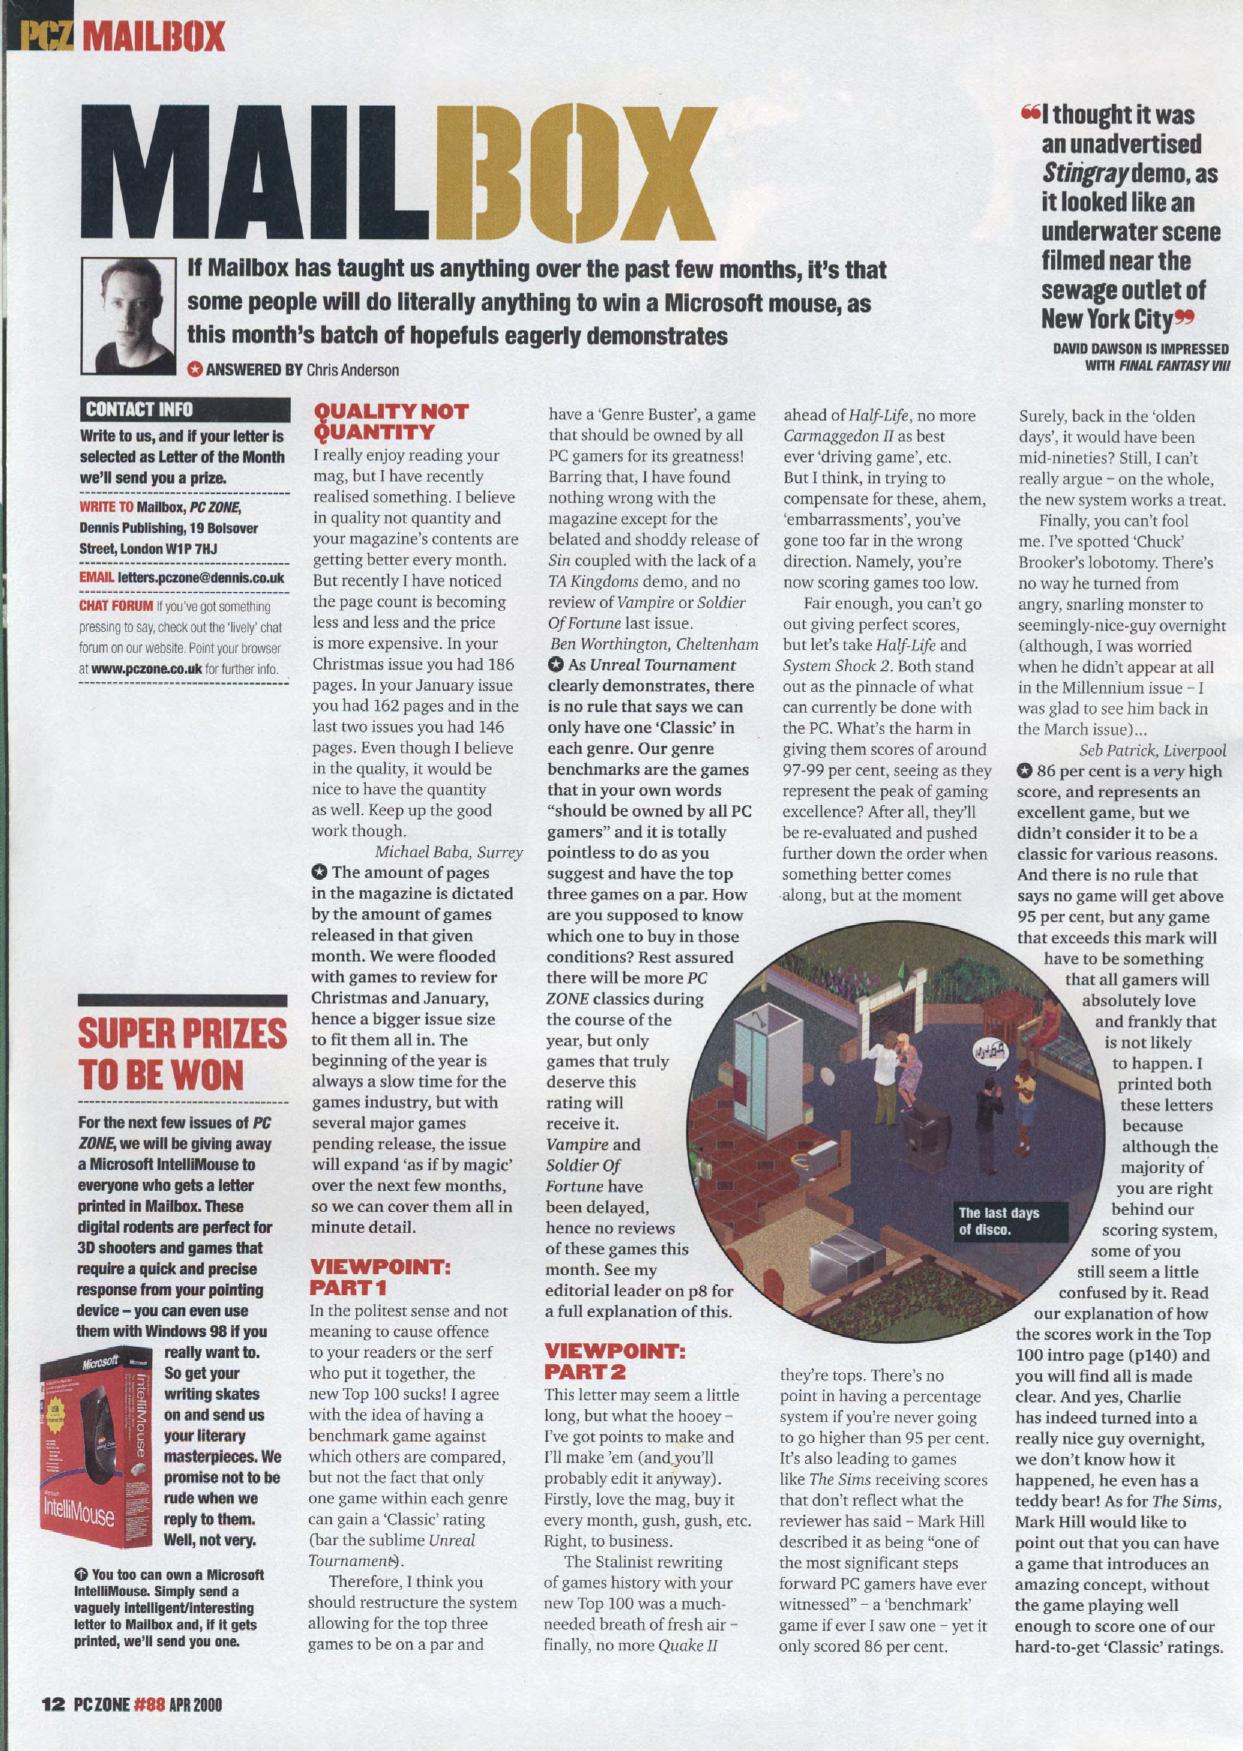 PCZ MAILBOX
MAILBOX
If Mailbox has taught us anything over the past few months, it's that
some people will do literally anything to win a Microsoft mouse, as
this month's batch of hopefuls eagerly demonstrates
ANSWERED BY Chris Anderson
“I thought it was
an unadvertised
Stingray demo, as
it looked like an
underwater scene
filmed near the
sewage outlet of
New York City”
DAVID DAWSON IS IMPRESSED
WITH FINAL FANTASY VIII
CONTACT INFO
Write to us, and if your letter is
selected as Letter of the Month
we'll send you a prize.
WRITE TO Mailbox, PC ZONE,
Dennis Publishing, 19 Bolsover
Street, London W1P 7HJ
EMAIL letters.pczone@dennis.co.uk
CHAT FORUM If you've got something
pressing to say, check out the 'lively' chat
forum on our website. Point your browser
at www.pczone.co.uk for further info.
SUPER PRIZES
TO BE WON
For the next few issues of PC
ZONE, we will be giving away
a Microsoft IntelliMouse to
everyone who gets a letter
printed in Mailbox. These
digital rodents are perfect for
3D shooters and games that
require a quick and precise
response from your pointing
device – you can even use
them with Windows 98 if you
really want to.
So get your
writing skates
on and send us
your literary
masterpieces. We
promise not to be
rude when we
reply to them.
Well, not very.
Microsoft
IntelliMouse
IntelliMouse
You too can own a Microsoft
IntelliMouse. Simply send a
vaguely intelligent/interesting
letter to Mailbox and, if it gets
printed, we'll send you one.
QUALITY NOT
QUANTITY
I really enjoy reading your
mag, but I have recently
realised something. I believe
in quality not quantity and
your magazine's contents are
getting better every month.
But recently I have noticed
the page count is becoming
less and less and the price
is more expensive. In your
Christmas issue you had 186
pages. In your January issue
you had 162 pages and in the
last two issues you had 146
pages. Even though I believe
in the quality, it would be
nice to have the quantity
as well. Keep up the good
work though.
Michael Baba, Surrey
The amount of pages
in the magazine is dictated
by the amount of games
released in that given
month. We were flooded
with games to review for
Christmas and January,
hence a bigger issue size
to fit them all in. The
beginning of the year is
always a slow time for the
games industry, but with
several major games
pending release, the issue
will expand 'as if by magic'
over the next few months,
so we can cover them all in
minute detail.
VIEWPOINT:
PART 1
In the politest sense and not
meaning to cause offence
to your readers or the serf
who put it together, the
new Top 100 sucks! I agree
with the idea of having a
benchmark game against
which others are compared,
but not the fact that only
one game within each genre
can gain a 'Classic' rating
(bar the sublime Unreal
Tournament).
Therefore, I think you
should restructure the system
allowing for the top three
games to be on a par and
have a 'Genre Buster', a game
that should be owned by all
PC gamers for its greatness!
Barring that, I have found
nothing wrong with the
magazine except for the
belated and shoddy release of
Sin coupled with the lack of a
TA Kingdoms demo, and no
review of Vampire or Soldier
Of Fortune last issue.
Ben Worthington, Cheltenham
As Unreal Tournament
clearly demonstrates, there
is no rule that says we can
only have one 'Classic' in
each genre. Our genre
benchmarks are the games
that in your own words
“should be owned by all PC
gamers” and it is totally
pointless to do as you
suggest and have the top
three games on a par. How
are you supposed to know
which one to buy in those
conditions? Rest assured
there will be more PC
ZONE classics during
the course of the
year, but only
games that truly
deserve this
rating will
receive it.
Vampire and
Soldier Of
Fortune have
been delayed,
hence no reviews
of these games this
month. See my
editorial leader on p8 for
a full explanation of this.
VIEWPOINT:
PART 2
This letter may seem a little
long, but what the hooey –
I've got points to make and
I'll make 'em (and you'll
probably edit it anyway).
Firstly, love the mag, buy it
every month, gush, gush, etc.
Right, to business.
The Stalinist rewriting
of games history with your
new Top 100 was a much-
needed breath of fresh air –
finally, no more Quake II
ahead of Half-Life, no more
Carmaggedon II as best
ever 'driving game', etc.
But I think, in trying to
compensate for these, ahem,
'embarrassments', you've
gone too far in the wrong
direction. Namely, you're
now scoring games too low.
Fair enough, you can't go
out giving perfect scores,
but let's take Half-Life and
System Shock 2. Both stand
out as the pinnacle of what
can currently be done with
the PC. What's the harm in
giving them scores of around
97-99 per cent, seeing as they
represent the peak of gaming
excellence? After all, they'll
be re-evaluated and pushed
further down the order when
something better comes
along, but at the moment
The last days
of disco.
they're tops. There's no
point in having a percentage
system if you're never going
to go higher than 95 per cent.
It's also leading to games
like The Sims receiving scores
that don't reflect what the
reviewer has said – Mark Hill
described it as being “one of
the most significant steps
forward PC gamers have ever
witnessed” – a 'benchmark'
game if ever I saw one – yet it
only scored 86 per cent.
Surely, back in the 'olden
days', it would have been
mid-nineties? Still, I can't
really argue – on the whole,
the new system works a treat.
Finally, you can't fool
me. I've spotted 'Chuck'
Brooker's lobotomy. There's
no way he turned from
angry, snarling monster to
seemingly-nice-guy overnight
(although, I was worried
when he didn't appear at all
in the Millennium issue – I
was glad to see him back in
the March issue)...
Seb Patrick, Liverpool
86 per cent is a very high
score, and represents an
excellent game, but we
didn't consider it to be a
classic for various reasons.
And there is no rule that
says no game will get above
95 per cent, but any game
that exceeds this mark will
have to be something
that all gamers will
absolutely love
and frankly that
is not likely
to happen. I
printed both
these letters
because
although the
majority of
you are right
behind our
scoring system,
some of you
still seem a little
confused by it. Read
our explanation of how
the scores work in the Top
100 intro page (p140) and
you will find all is made
clear. And yes, Charlie
has indeed turned into a
really nice guy overnight,
we don't know how it
happened, he even has a
teddy bear! As for The Sims,
Mark Hill would like to
point out that you can have
a game that introduces an
amazing concept, without
the game playing well
enough to score one of our
hard-to-get 'Classic' ratings.
12 PC ZONE #88 APR 2000